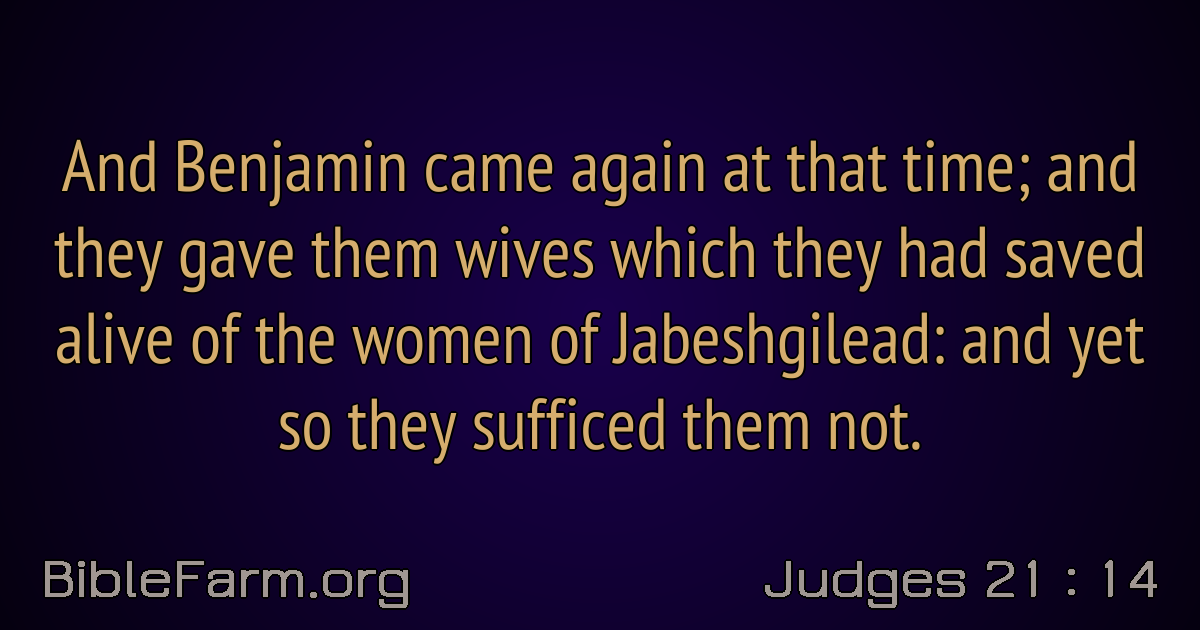 And Benjamin came again at that time; and
they gave them wives which they had saved
alive of the women of Jabeshgilead: and yet
so they sufficed them not.
BibleFarm.org
Judges 21 : 14